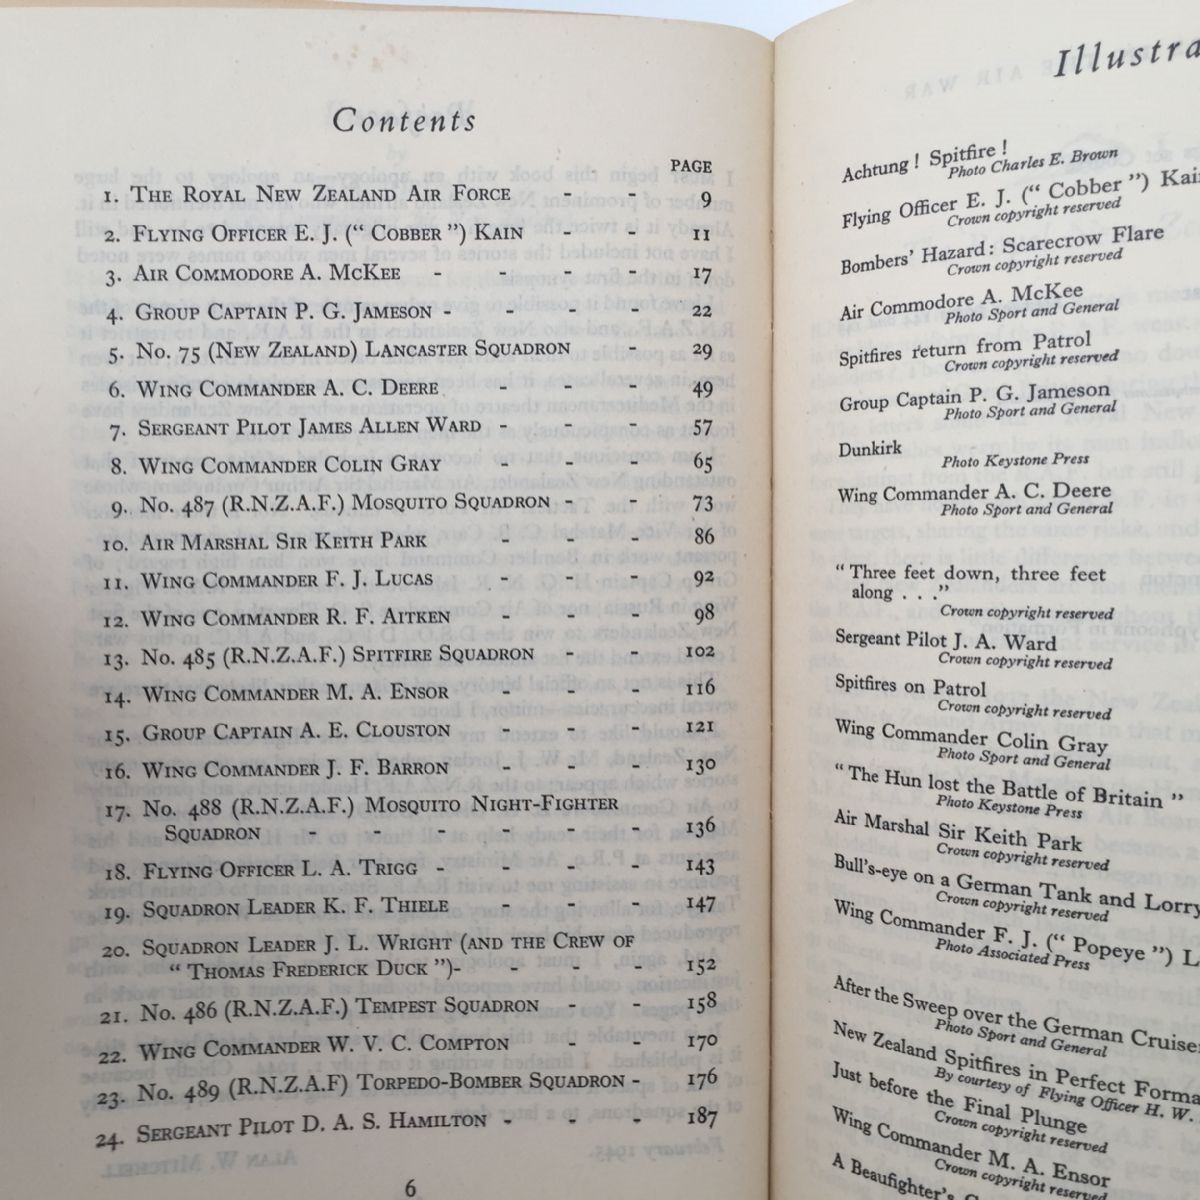 Contents
PAGE
1. THE ROYAL NEW ZEALAND AIR FORCE - - 9
2. FLYING OFFICER E. J. (" COBBER ") KAIN - - 11
3. AIR COMMODORE A. MCKEE - - - - 17
4. GROUP CAPTAIN P. G. JAMESON - - - - 22
5. No. 75 (NEW ZEALAND) LANCASTER SQUADRON - 29
6. WING COMMANDER A. C. DEERE - - - 49
7. SERGEANT PILOT JAMES ALLEN WARD - - - 57
8. WING COMMANDER COLIN GRAY - - - 65
9. No. 487 (R.N.Z.A.F.) MOSQUITO SQUADRON - - 73
10. AIR MARSHAL SIR KEITH PARK - - - 86
11. WING COMMANDER F. J. LUCAS - - - 92
12. WING COMMANDER R. F. AITKEN - - - 98
13. No. 485 (R.N.Z.A.F.) SPITFIRE SQUADRON - - 102
14. WING COMMANDER M. A. ENSOR - - - 116
15. GROUP CAPTAIN A. E. CLOUSTON - - - 121
16. WING COMMANDER J. F. BARRON - - - 130
17. No. 488 (R.N.Z.A.F.) MOSQUITO NIGHT-FIGHTER
SQUADRON - - - - - - 136
18. FLYING OFFICER L. A. TRIGG - - - - 143
19. SQUADRON LEADER K. F. THIELE - - - 147
20. SQUADRON LEADER J. L. WRIGHT (AND THE CREW OF
" THOMAS FREDERICK DUCK ")- - - - 152
21. No. 486 (R.N.Z.A.F.) TEMPEST SQUADRON - - 158
22. WING COMMANDER W. V. C. COMPTON - - 170
23. No. 489 (R.N.Z.A.F) TORPEDO-BOMBER SQUADRON - 176
24. SERGEANT PILOT D. A. S. HAMILTON - - - 187
6
Illustra
Achtung ! Spitfire !
Photo Charles E. Brown
Flying Officer E. J. (" Cobber ") Kain
Crown copyright reserved
Bombers' Hazard : Scarecrow Flare
Crown copyright reserved
Air Commodore A. McKee
Photo Sport and General
Spitfires return from Patrol
Crown copyright reserved
Group Captain P. G. Jameson
Photo Sport and General
Dunkirk
Photo Keystone Press
Wing Commander A. C. Deere
Photo Sport and General
" Three feet down, three feet
along . . ."
Crown copyright reserved
Sergeant Pilot J. A. Ward
Crown copyright reserved
Spitfires on Patrol
Crown copyright reserved
Wing Commander Colin Gray
Photo Sport and General
" The Hun lost the Battle of Britain "
Photo Keystone Press
Air Marshal Sir Keith Park
Crown copyright reserved
Bull's-eye on a German Tank and Lorry
Crown copyright reserved
Wing Commander F. J. (" Popeye ") L
Photo Associated Press
After the Sweep over the German Cruiser
Photo Sport and General
New Zealand Spitfires in Perfect Forma
By courtesy of Flying Officer H. W.
Just before the Final Plunge
Crown copyright reserved
Wing Commander M. A. Ensor
Crown copyright reserved
A Beaufighter's